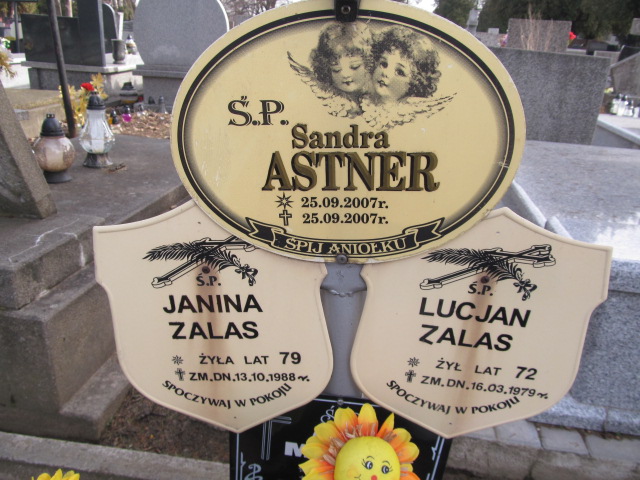 Ś.P.
Sandra
ASTNER
25.09.2007r.
25.09.2007r.
ŚPIJ ANIOŁKU
Ś.P.
JANINA
ZALAS
ŻYŁA LAT 79
ZM. DN. 13.10.1988 r.
SPOCZYWAJ W POKOJU
Ś.P.
LUCJAN
ZALAS
ŻYŁ LAT 72
ZM. DN. 16.03.1979 r.
SPOCZYWAJ W POKOJU